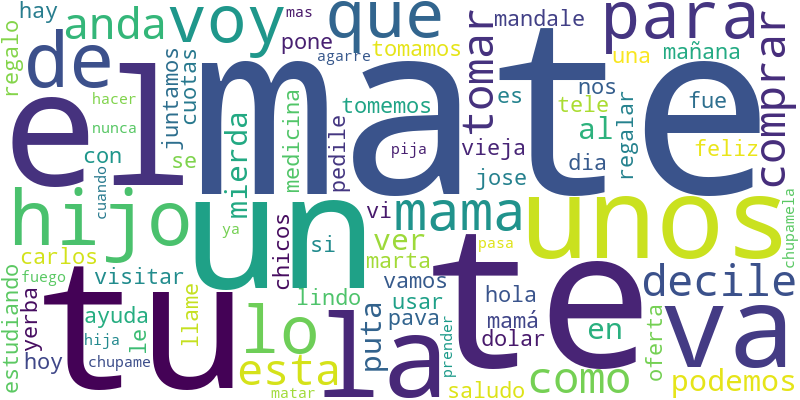 hay
anda
voy
mas
que
pone
agarre
tomamos
mandale
para
regalo
de
juntamos
cuotas
tomar
una
mañana
comprar
el
mate
hacer
nunca
con
se
mierda
medicina
tomemos
pedile
pija
vieja
es
nos
tele
al
fue
regalar
feliz
jose
dia
cuando
hijo
un
ya
chicos
si
vi
mama
ver
marta
unos
chupamela
carlos
pasa
estudiando
fuego
yerba
visitar
tu
llame
lo
lindo
la
vamos
usar
te
hola
decile
va
ayuda
le
puta
pava
mamá
dolar
en
oferta
hoy
hija
chupame
esta
matar
prender
saludo
como
podemos